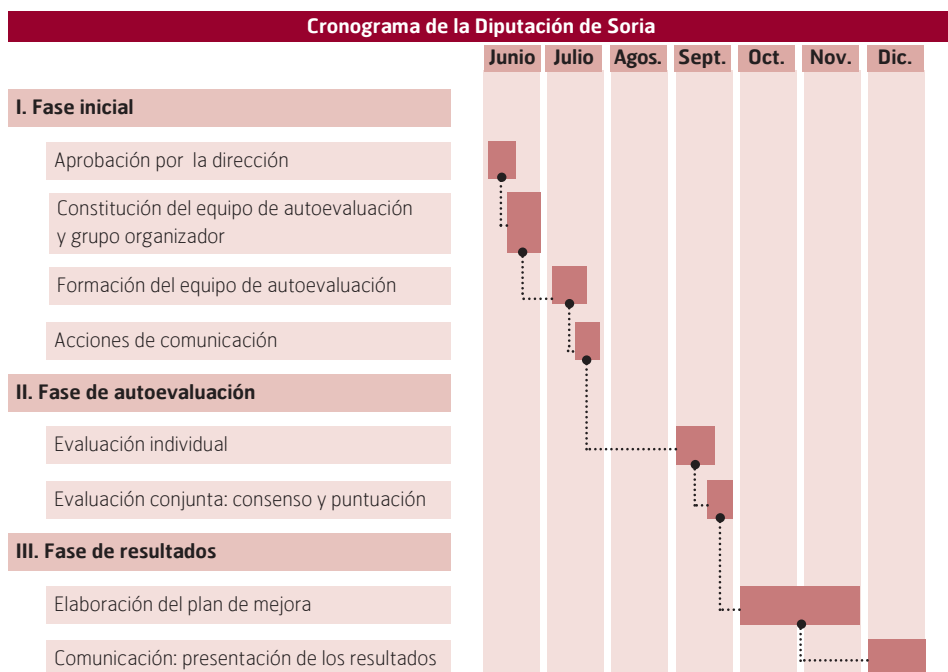 Cronograma de la Diputación de Soria
Junio Julio Agos. Sept. Oct. Nov. Dic.
I. Fase inicial
Aprobación por la dirección
Constitución del equipo de autoevaluación
y grupo organizador
Formación del equipo de autoevaluación
Acciones de comunicación
II. Fase de autoevaluación
Evaluación individual
Evaluación conjunta: consenso y puntuación
III. Fase de resultados
Elaboración del plan de mejora
Comunicación: presentación de los resultados